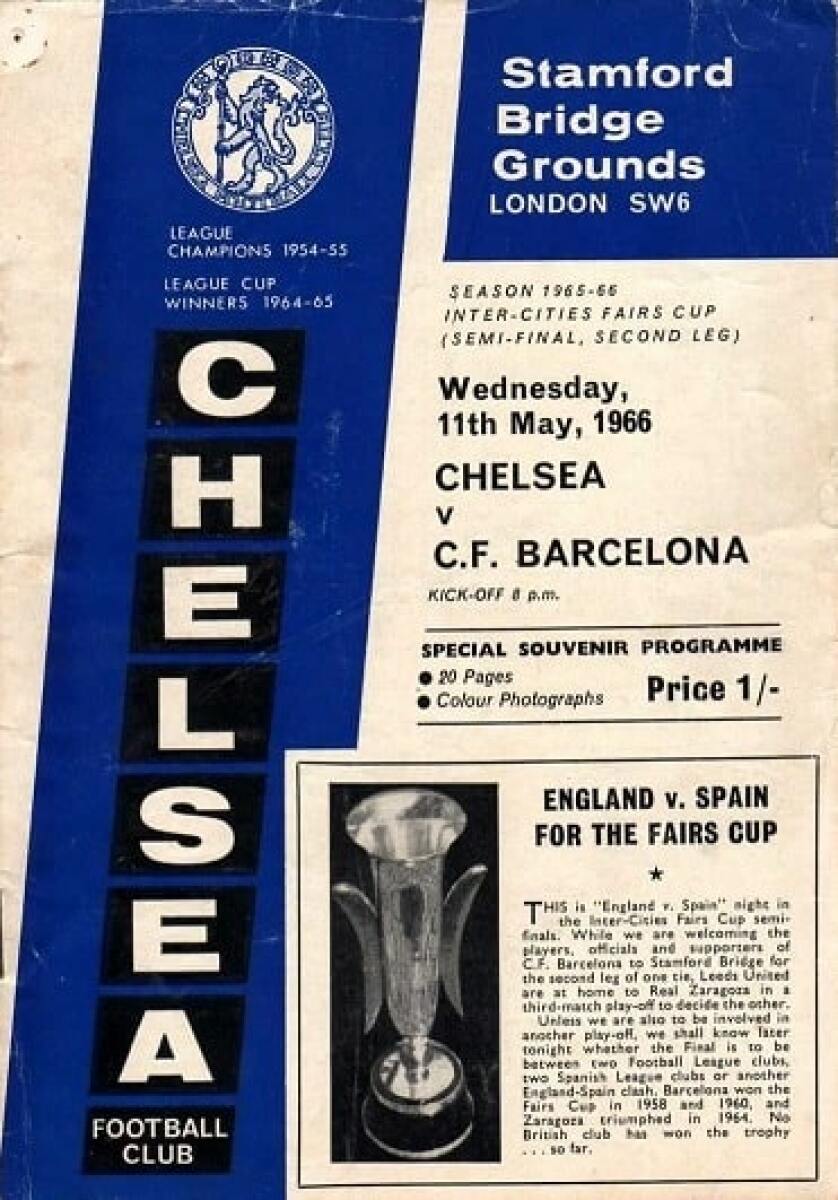 CHELSEA FOOTBALL CLUB
LEAGUE
CHAMPIONS 1954-55
LEAGUE CUP
WINNERS 1964-65
CHELSEA
FOOTBALL
CLUB
Stamford
Bridge
Grounds
LONDON SW6
SEASON 1965-66
INTER-CITIES FAIRS CUP
(SEMI-FINAL, SECOND LEG)
Wednesday,
11th May, 1966
CHELSEA
v
C.F. BARCELONA
KICK-OFF 8 p.m.
SPECIAL SOUVENIR PROGRAMME
● 20 Pages
● Colour Photographs
Price 1/-
ENGLAND v. SPAIN
FOR THE FAIRS CUP
★
THIS is "England v. Spain" night in
the Inter-Cities Fairs Cup semi-
finals. While we are welcoming the
players, officials and supporters of
C.F. Barcelona to Stamford Bridge for
the second leg of one tie, Leeds United
are at home to Real Zaragoza in a
third-match play-off to decide the other.
Unless we are also to be involved in
another play-off, we shall know later
tonight whether the Final is to be
between two Football League clubs,
two Spanish League clubs or another
England-Spain clash. Barcelona won the
Fairs Cup in 1958 and 1960, and
Zaragoza triumphed in 1964. No
British club has won the trophy
. . . so far.